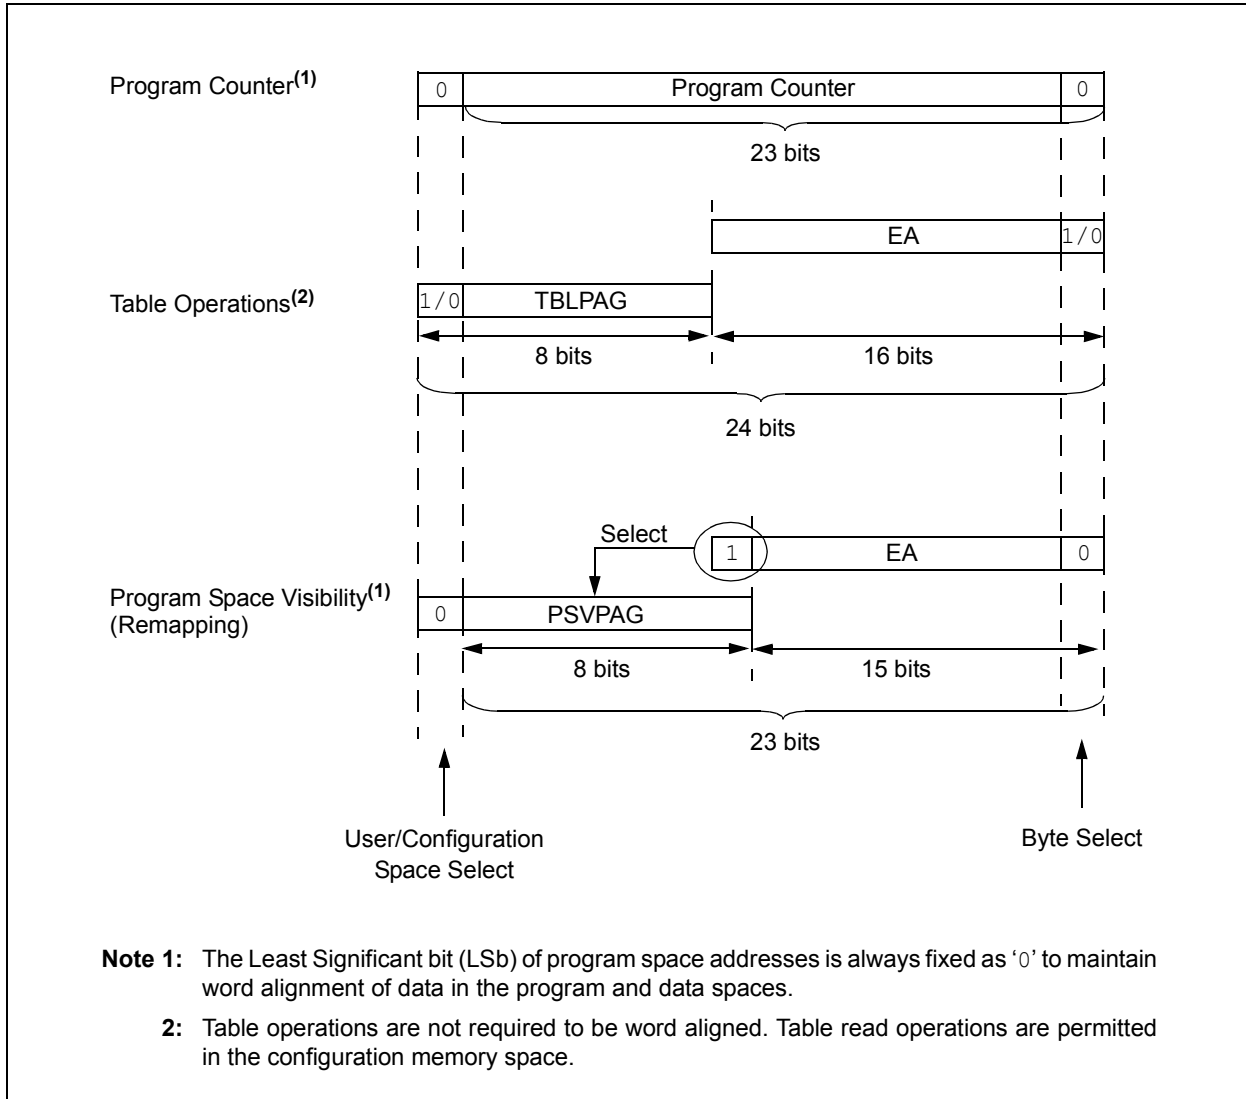 Program Counter(1)
0
Program Counter
0
23 bits
EA
1/0
Table Operations(2)
1/0
TBLPAG
8 bits
16 bits
24 bits
Select
1
EA
0
Program Space Visibility(1)
(Remapping)
0
PSVPAG
8 bits
15 bits
23 bits
User/Configuration
Space Select
Byte Select
Note 1: The Least Significant bit (LSb) of program space addresses is always fixed as ‘0’ to maintain
word alignment of data in the program and data spaces.
2: Table operations are not required to be word aligned. Table read operations are permitted
in the configuration memory space.